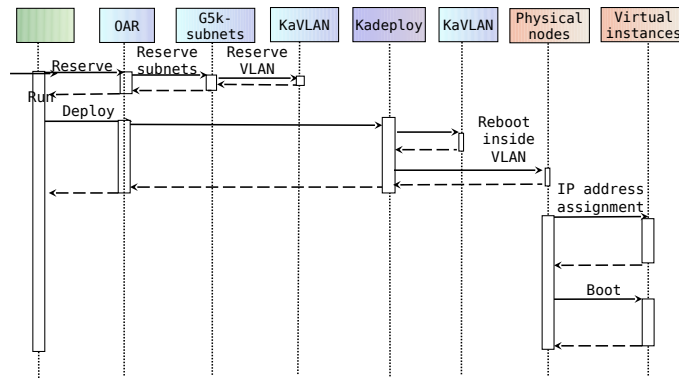 OAR
G5k-
subnets
KaVLAN
Kadeploy
KaVLAN
Physical
nodes
Virtual
instances
Reserve
Reserve
subnets
Reserve
VLAN
Run
Deploy
Reboot
inside
VLAN
IP address
assignment
Boot